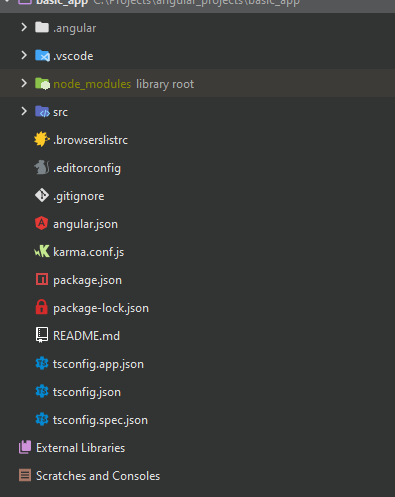 basic_app C:\Projects\angular_projects\basic_app
.angular
.vscode
node_modules library root
src
.browserslistrc
.editorconfig
.gitignore
angular.json
karma.conf.js
package.json
package-lock.json
README.md
tsconfig.app.json
tsconfig.json
tsconfig.spec.json
External Libraries
Scratches and Consoles